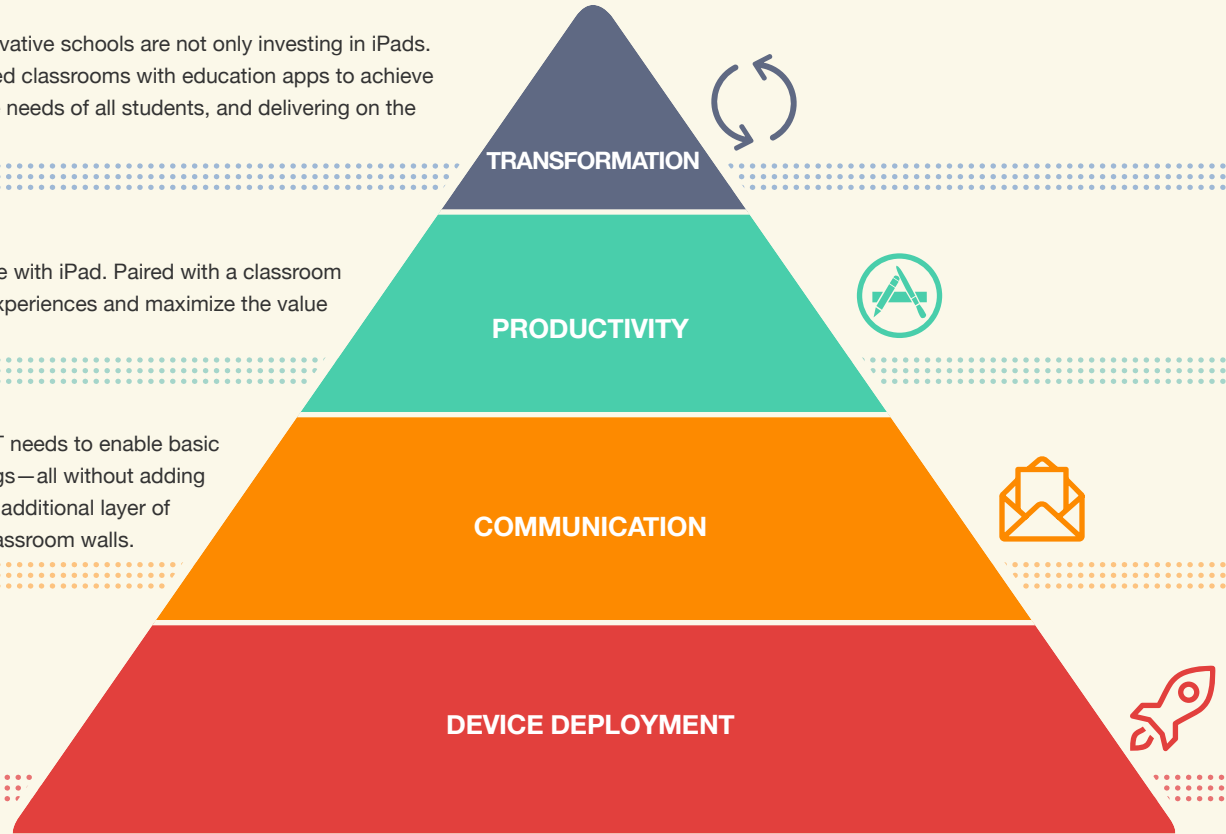 vative schools are not only investing in iPads.
ed classrooms with education apps to achieve
needs of all students, and delivering on the
TRANSFORMATION
e with iPad. Paired with a classroom
xperiences and maximize the value
PRODUCTIVITY
T needs to enable basic
gs—all without adding
additional layer of
assroom walls.
COMMUNICATION
DEVICE DEPLOYMENT